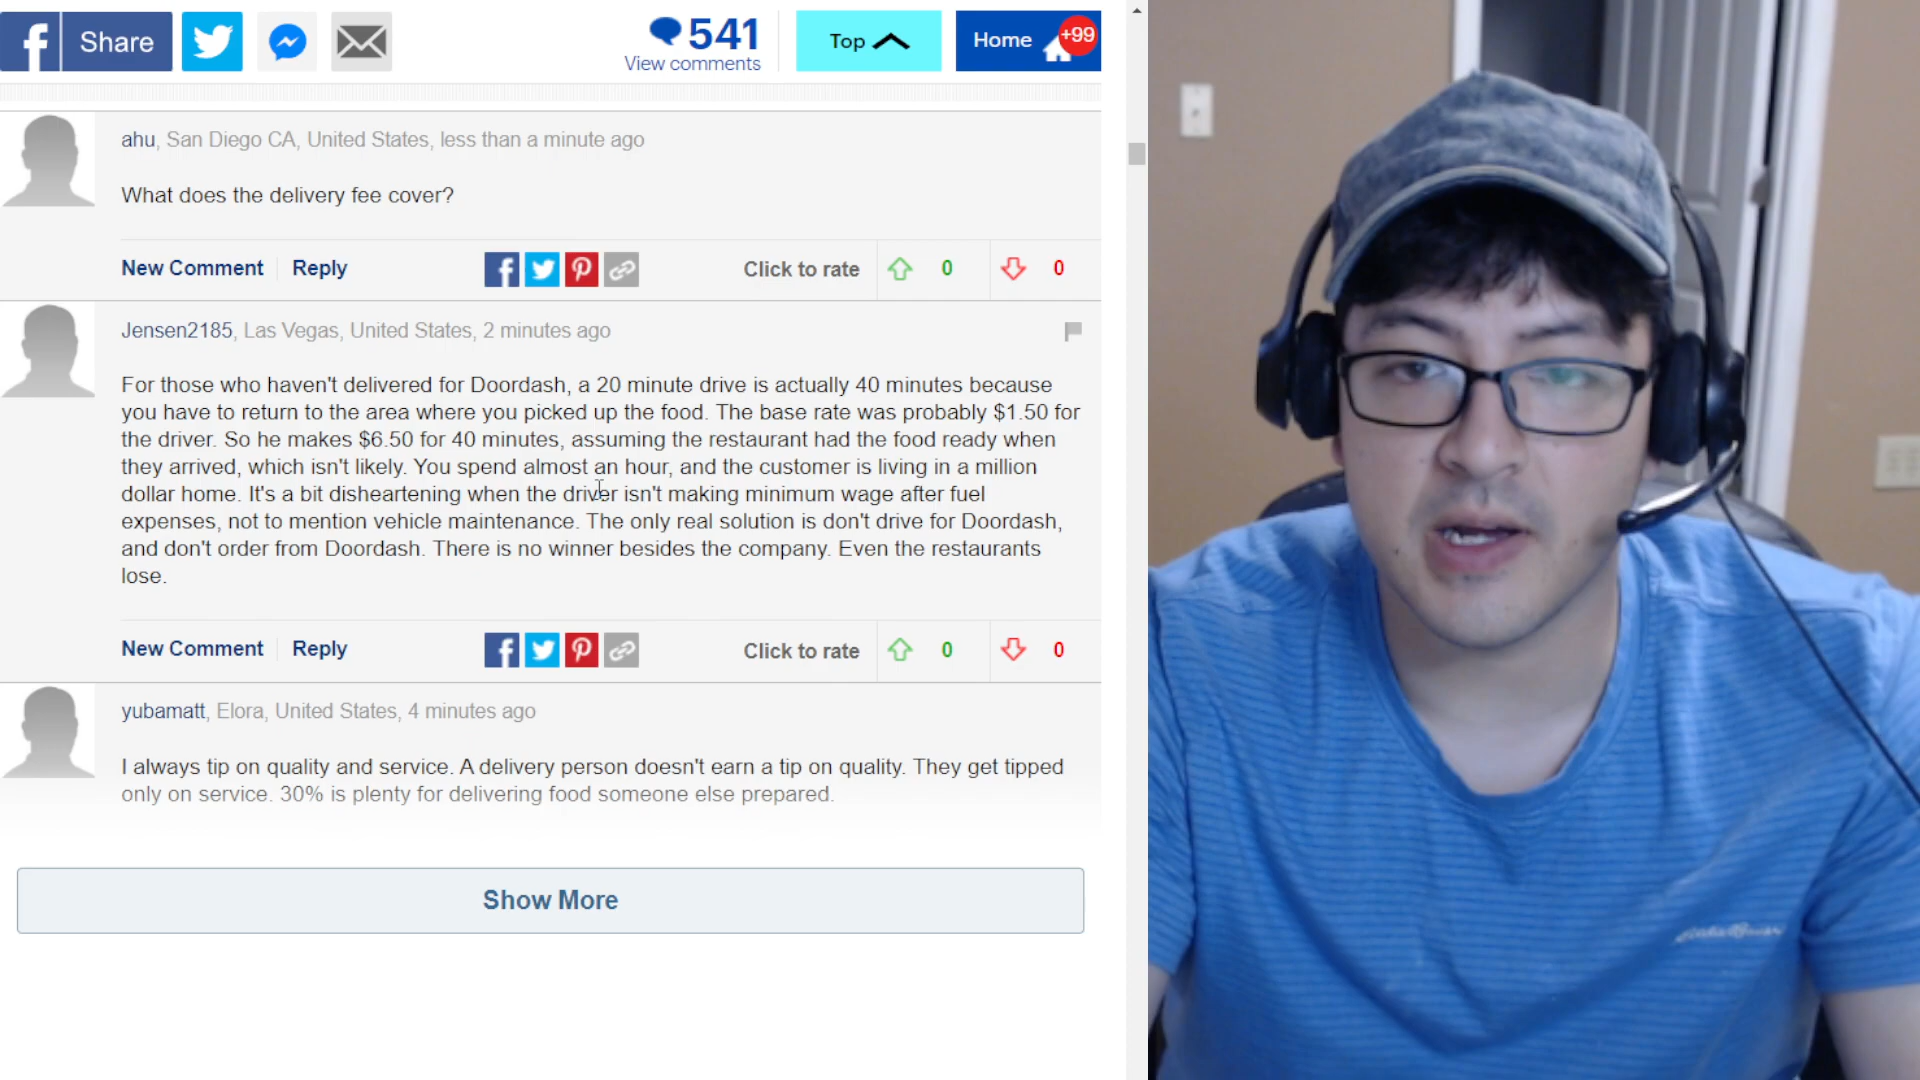 Share
541
View comments
Top
Home
+99
ahu, San Diego CA, United States, less than a minute ago
What does the delivery fee cover?
New Comment
Reply
Click to rate
0
0
Jensen2185, Las Vegas, United States, 2 minutes ago
For those who haven't delivered for Doordash, a 20 minute drive is actually 40 minutes because
you have to return to the area where you picked up the food. The base rate was probably $1.50 for
the driver. So he makes $6.50 for 40 minutes, assuming the restaurant had the food ready when
they arrived, which isn't likely. You spend almost an hour, and the customer is living in a million
dollar home. It's a bit disheartening when the driver isn't making minimum wage after fuel
expenses, not to mention vehicle maintenance. The only real solution is don't drive for Doordash,
and don't order from Doordash. There is no winner besides the company. Even the restaurants
lose.
New Comment
Reply
Click to rate
0
0
yubamatt, Elora, United States, 4 minutes ago
I always tip on quality and service. A delivery person doesn't earn a tip on quality. They get tipped
only on service. 30% is plenty for delivering food someone else prepared.
Show More
Eddie Bauer